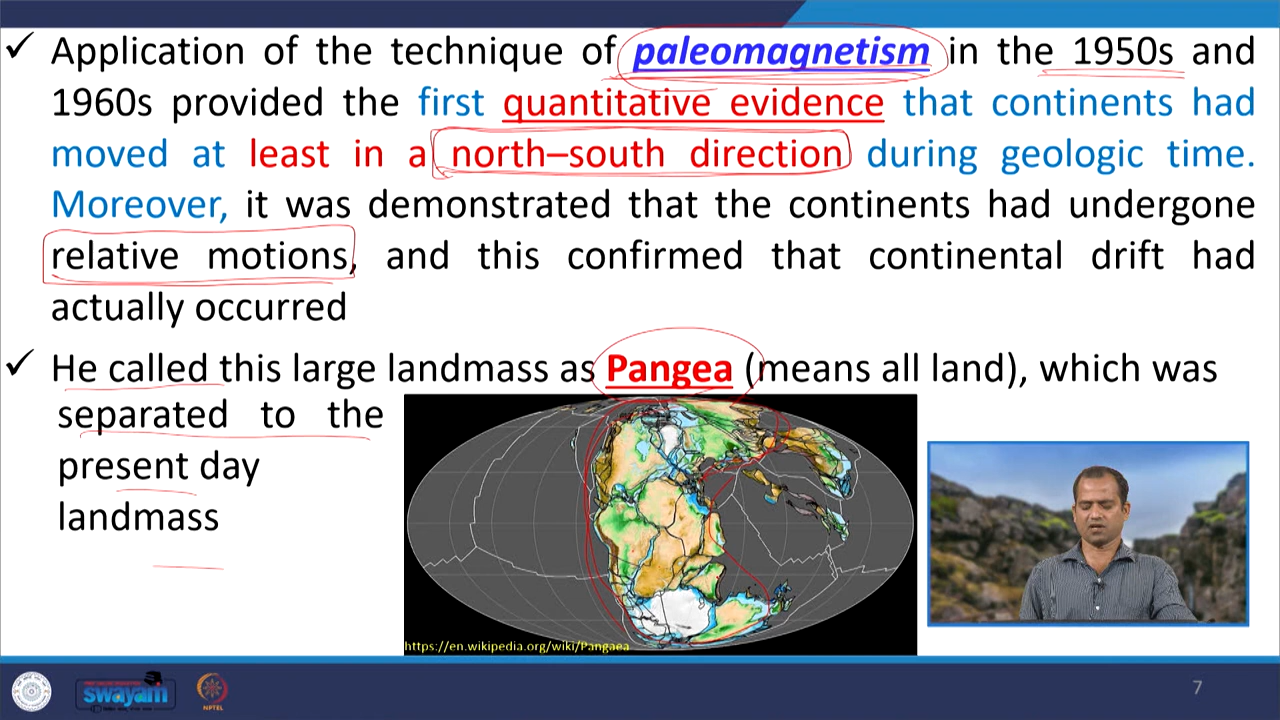 ✓ Application of the technique of paleomagnetism in the 1950s and
1960s provided the first quantitative evidence that continents had
moved at least in a north–south direction during geologic time.
Moreover, it was demonstrated that the continents had undergone
relative motions, and this confirmed that continental drift had
actually occurred
✓ He called this large landmass as Pangea (means all land), which was
separated to the
present day
landmass
https://en.wikipedia.org/wiki/Pangaea
swayam
NPTEL
7